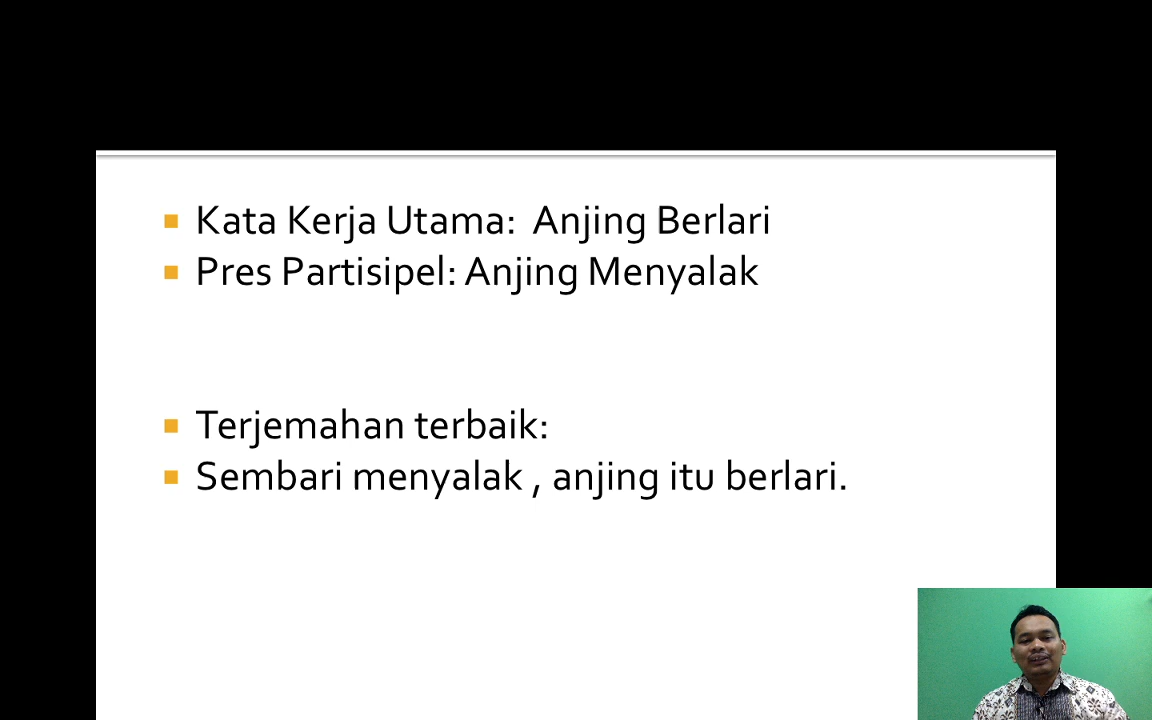 Kata Kerja Utama: Anjing Berlari
Pres Partisipel: Anjing Menyalak
Terjemahan terbaik:
Sembari menyalak , anjing itu berlari.